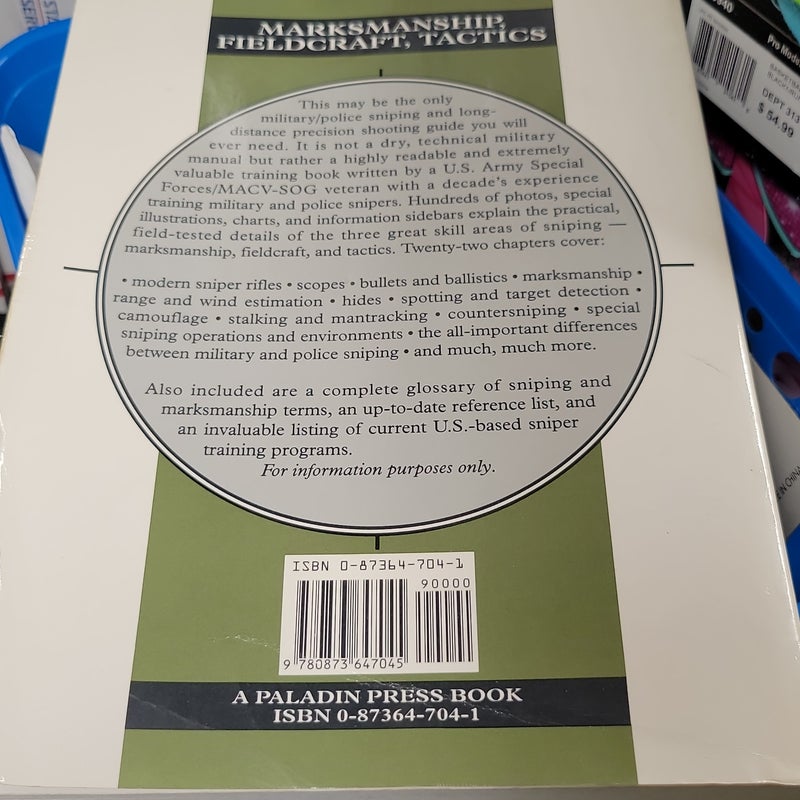 MARKSMANSHIP,
FIELDCRAFT, TACTICS
This may be the only
military/police sniping and long-
distance precision shooting guide you will
ever need. It is not a dry, technical military
manual but rather a highly readable and extremely
valuable training book written by a U.S. Army Special
Forces/MACV-SOG veteran with a decade's experience
training military and police snipers. Hundreds of photos, special
illustrations, charts, and information sidebars explain the practical,
field-tested details of the three great skill areas of sniping —
marksmanship, fieldcraft, and tactics. Twenty-two chapters cover:
• modern sniper rifles • scopes • bullets and ballistics • marksmanship •
range and wind estimation • hides • spotting and target detection •
camouflage • stalking and mantracking • countersniping • special
sniping operations and environments • the all-important differences
between military and police sniping • and much, much more.
Also included are a complete glossary of sniping and
marksmanship terms, an up-to-date reference list, and
an invaluable listing of current U.S.-based sniper
training programs.
For information purposes only.
ISBN 0-87364-704-1
90000
9 780873 647045
A PALADIN PRESS BOOK
ISBN 0-87364-704-1
Pro Mode
DEPT 313
$ 54.99
E IN CHINA